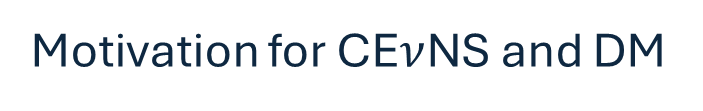 Motivation for CEνNS and DM